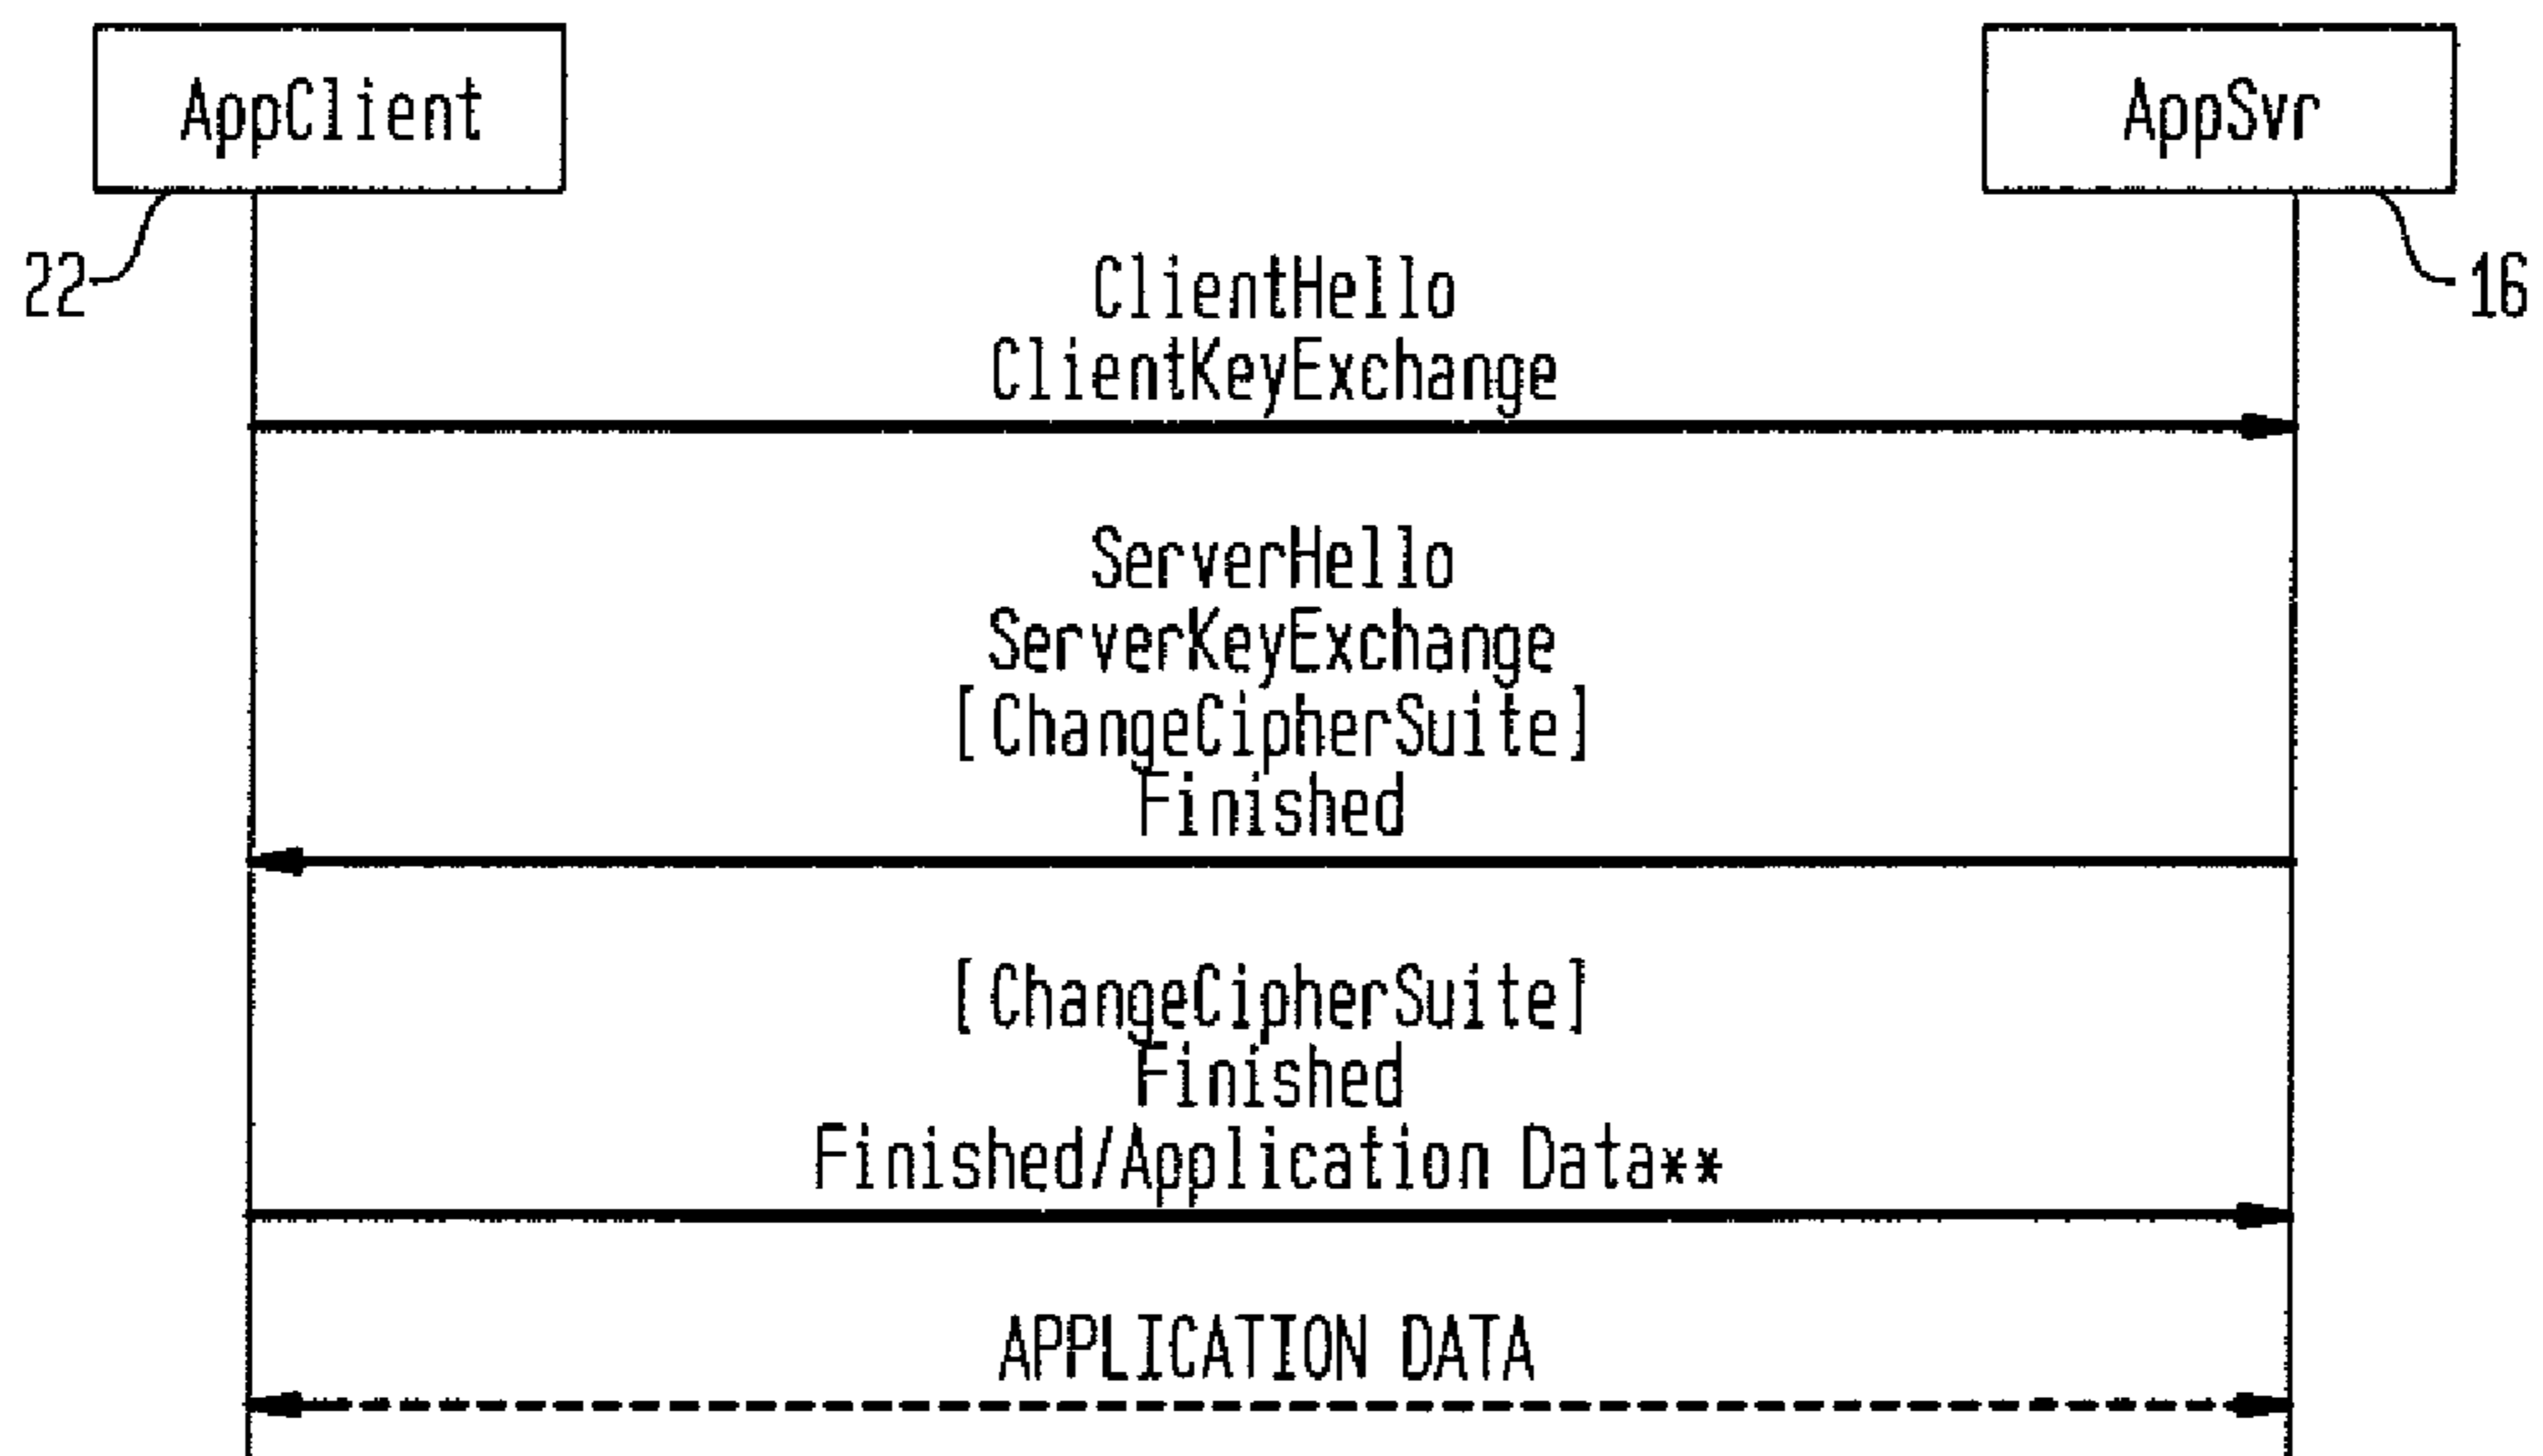 AppClient
AppSvr
22
16
ClientHello
ClientKeyExchange
ServerHello
ServerKeyExchange
[ChangeCipherSuite]
Finished
[ChangeCipherSuite]
Finished
Finished/Application Data**
APPLICATION DATA